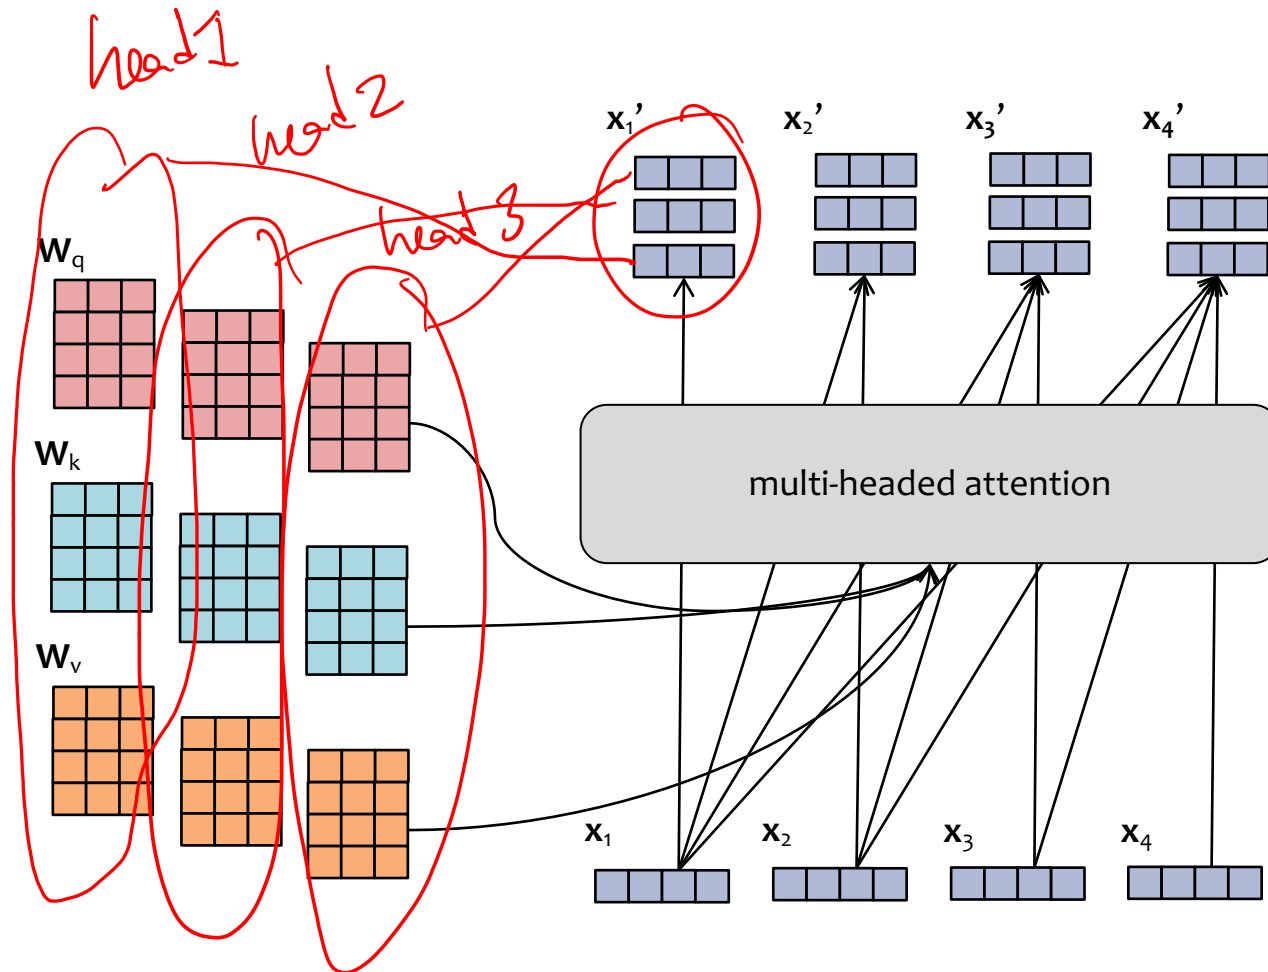 head1
head2
head3
x₁'
x₂'
x₃'
x₄'
Wq
Wk
Wv
multi-headed attention
x₁
x₂
x₃
x₄